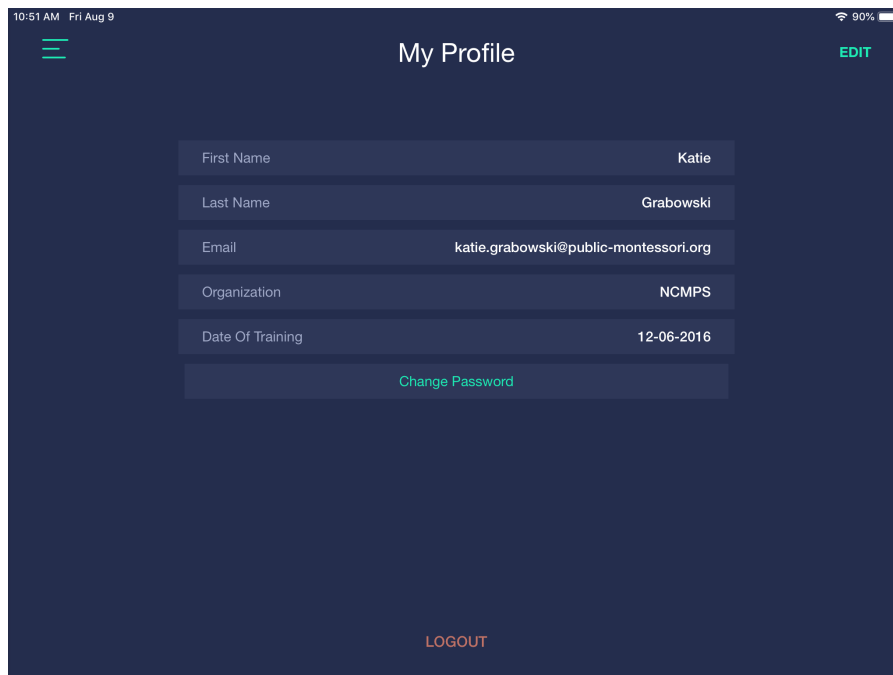 10:51 AM Fri Aug 9 90%
My Profile EDIT
First Name Katie
Last Name Grabowski
Email katie.grabowski@public-montessori.org
Organization NCMPS
Date Of Training 12-06-2016
Change Password
LOGOUT